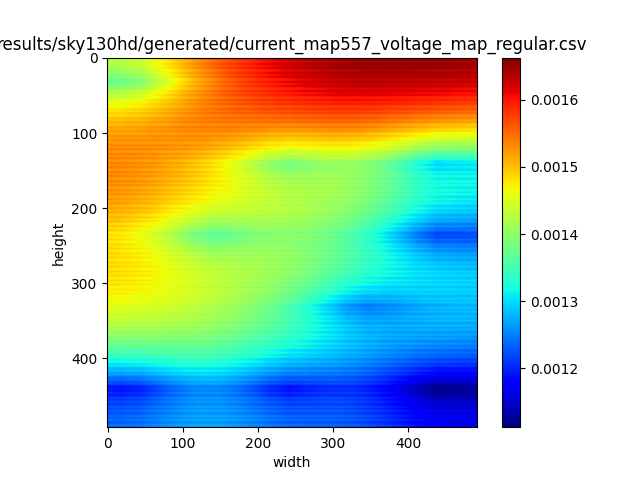 results/sky130hd/generated/current_map557_voltage_map_regular.csv
0
100
200
300
400
height
0 100 200 300 400
width
0.0016
0.0015
0.0014
0.0013
0.0012